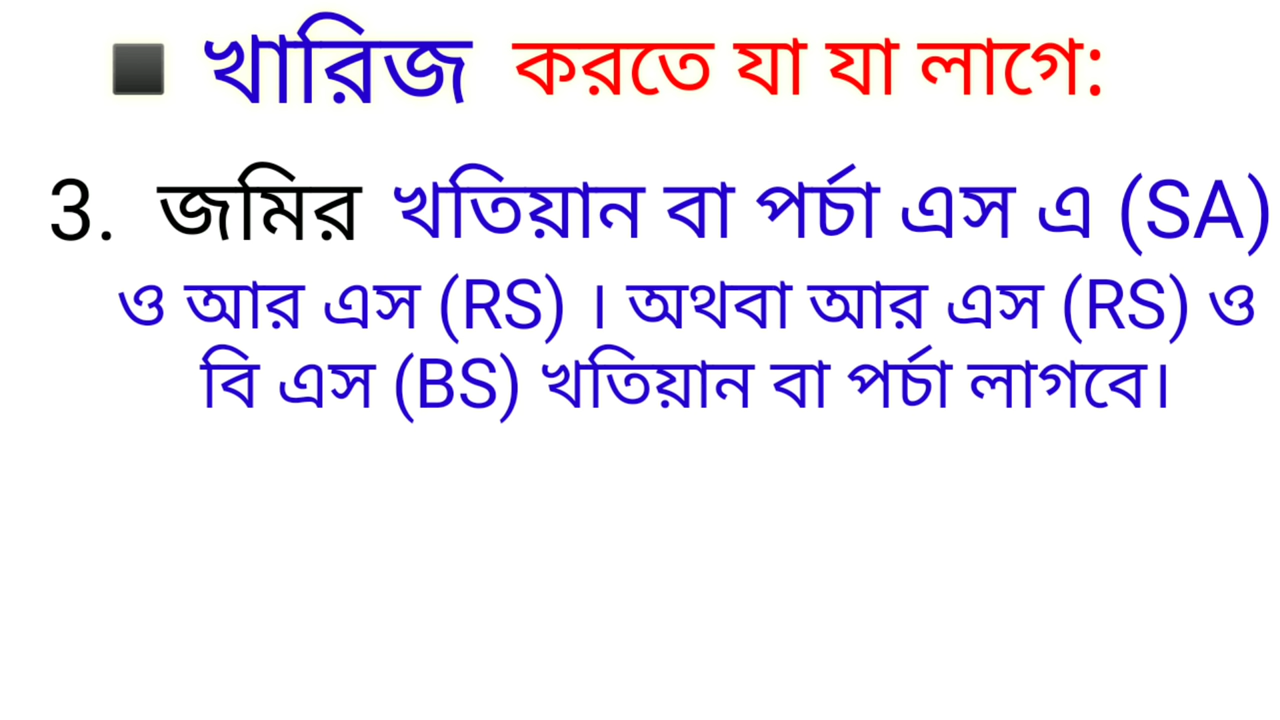 ▪ খারিজ করতে যা যা লাগে:
3. জমির খতিয়ান বা পর্চা এস এ (SA)
ও আর এস (RS) । অথবা আর এস (RS) ও
বি এস (BS) খতিয়ান বা পর্চা লাগবে।